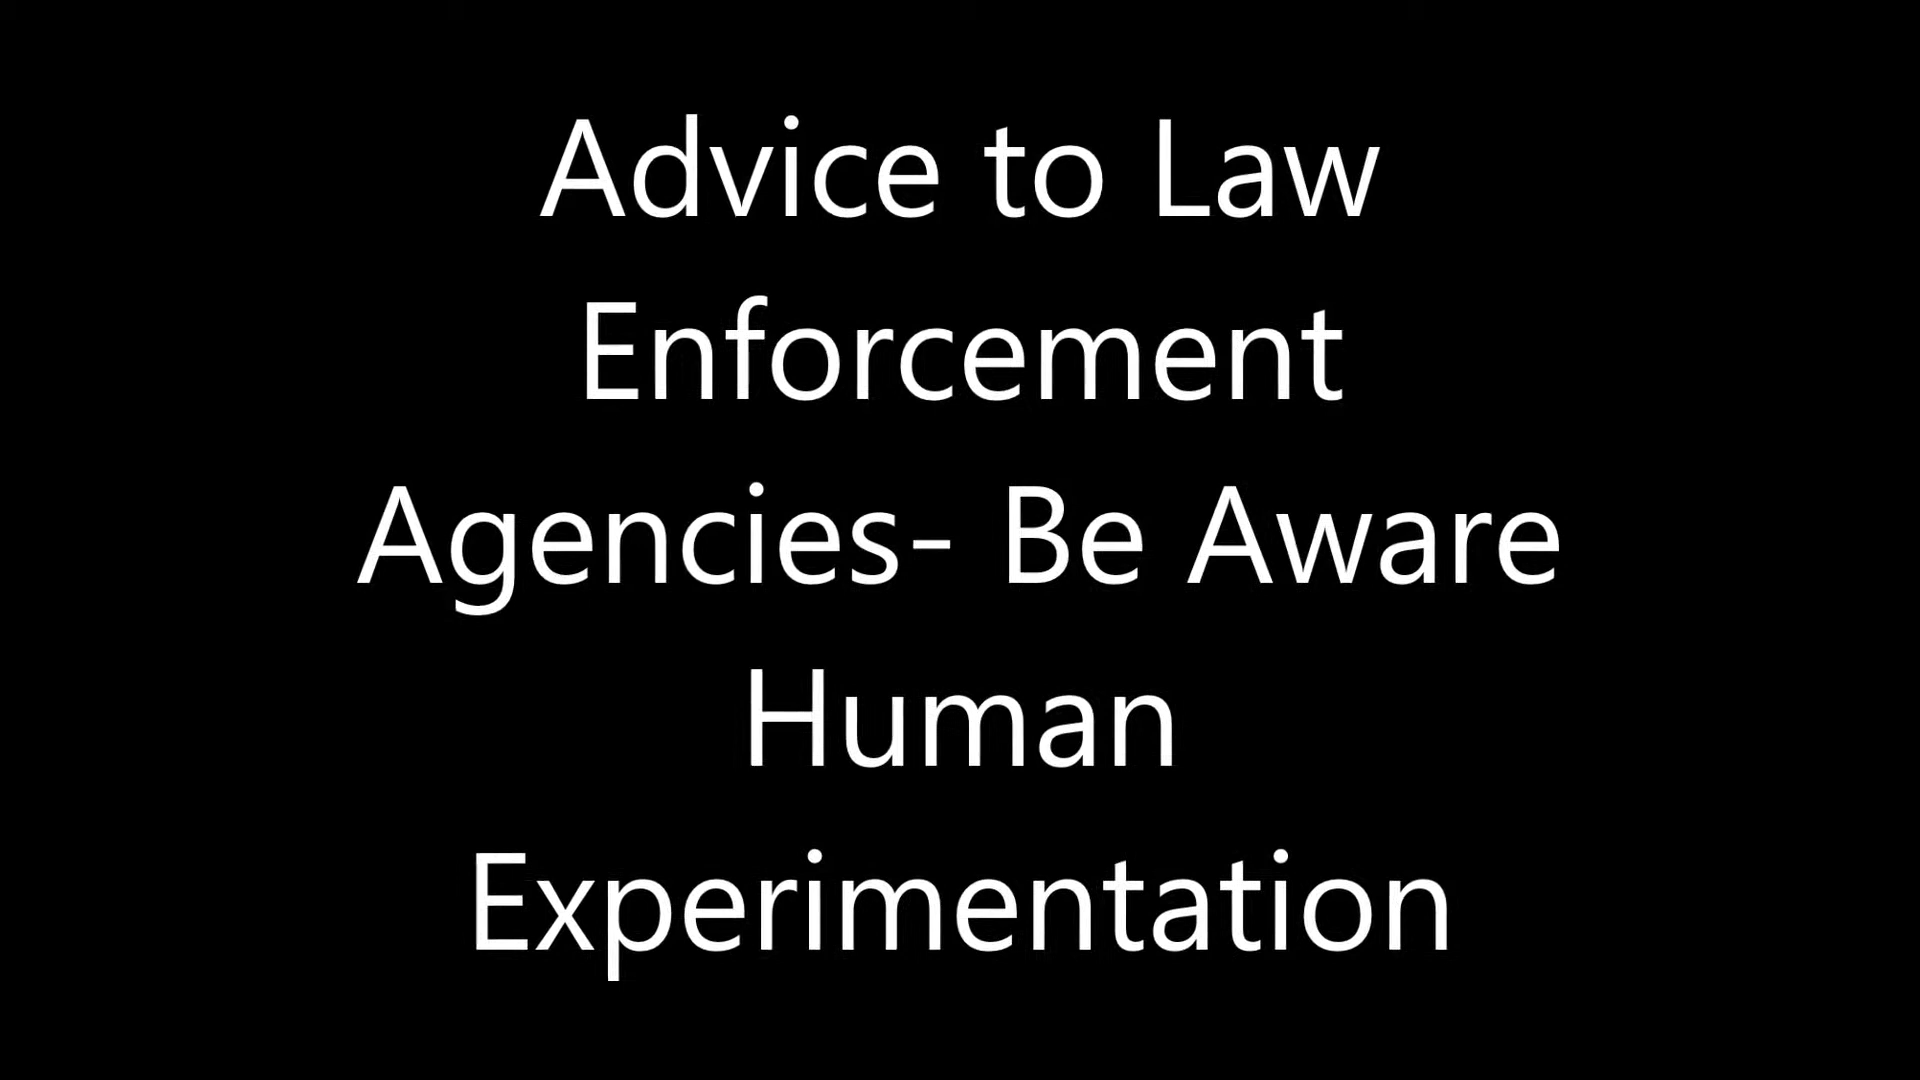 Advice to Law
Enforcement
Agencies- Be Aware
Human
Experimentation